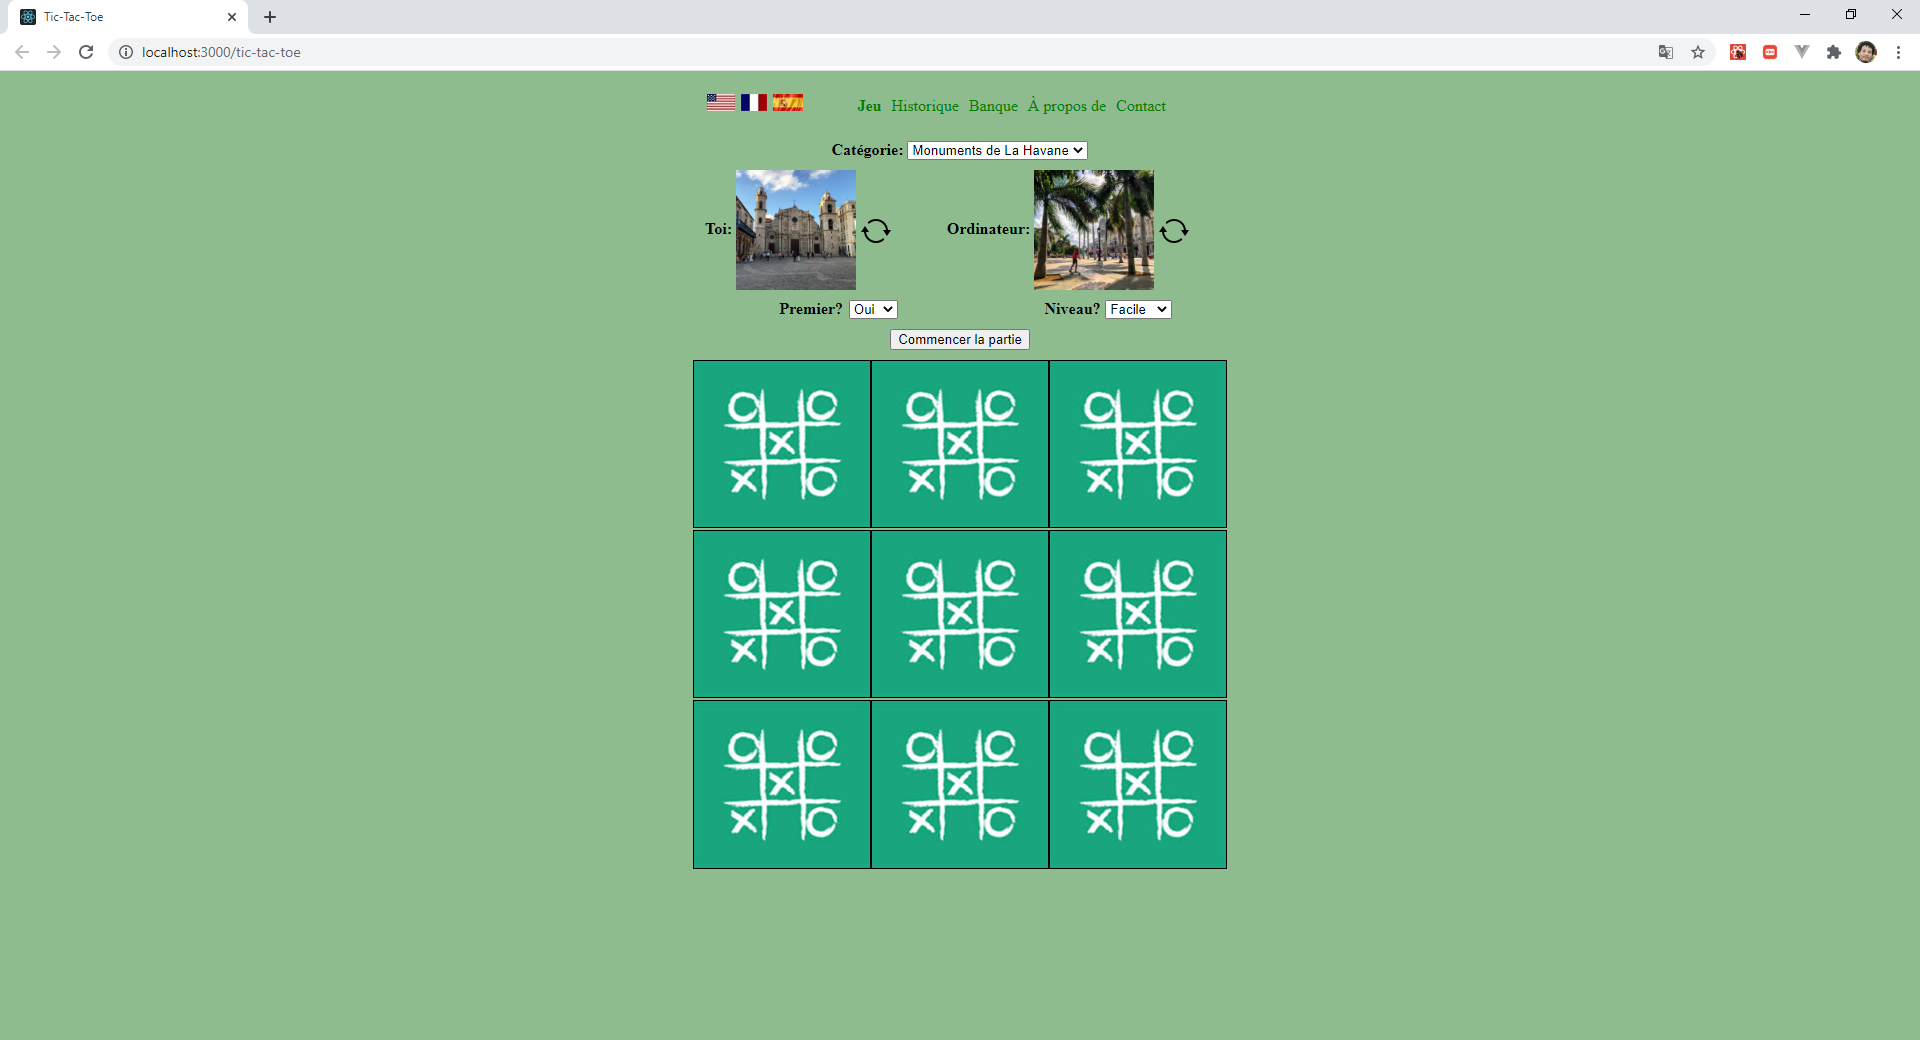 Tic-Tac-Toe
localhost:3000/tic-tac-toe
Jeu Historique Banque À propos de Contact
Catégorie: Monuments de La Havane
Toi: Ordinateur:
Premier? Oui Niveau? Facile
Commencer la partie